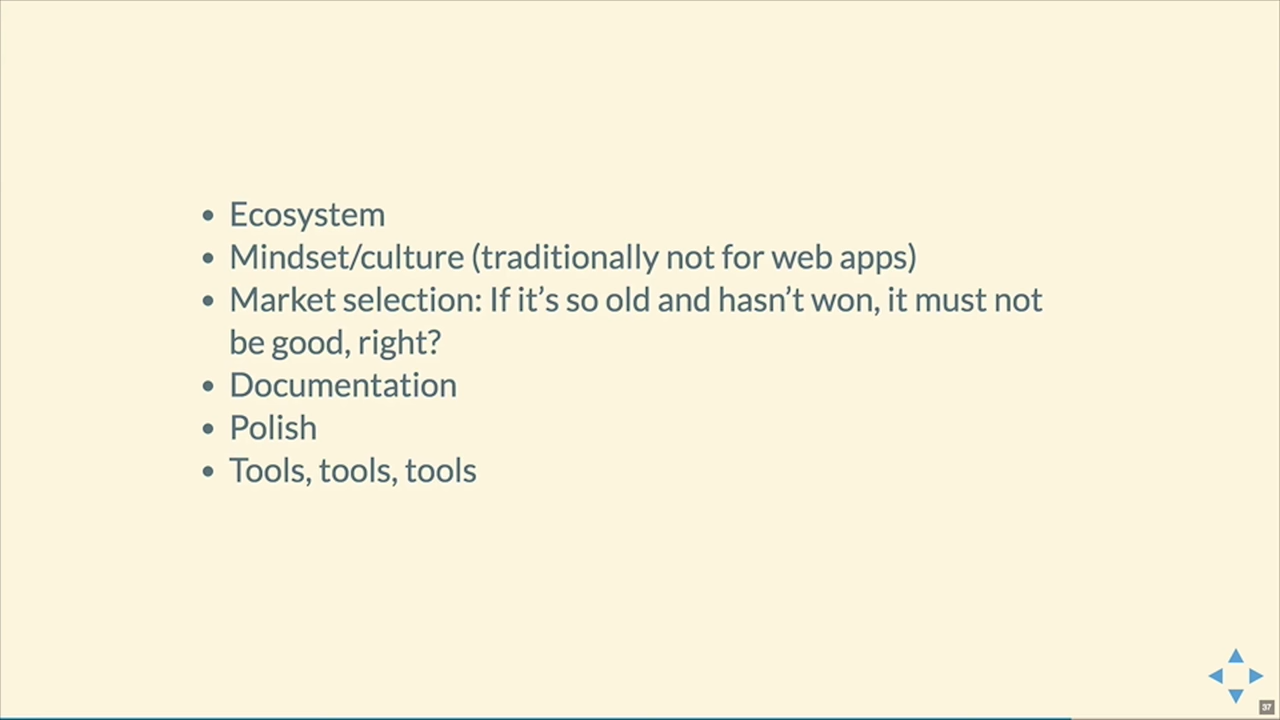 • Ecosystem
• Mindset/culture (traditionally not for web apps)
• Market selection: If it’s so old and hasn’t won, it must not
be good, right?
• Documentation
• Polish
• Tools, tools, tools
37